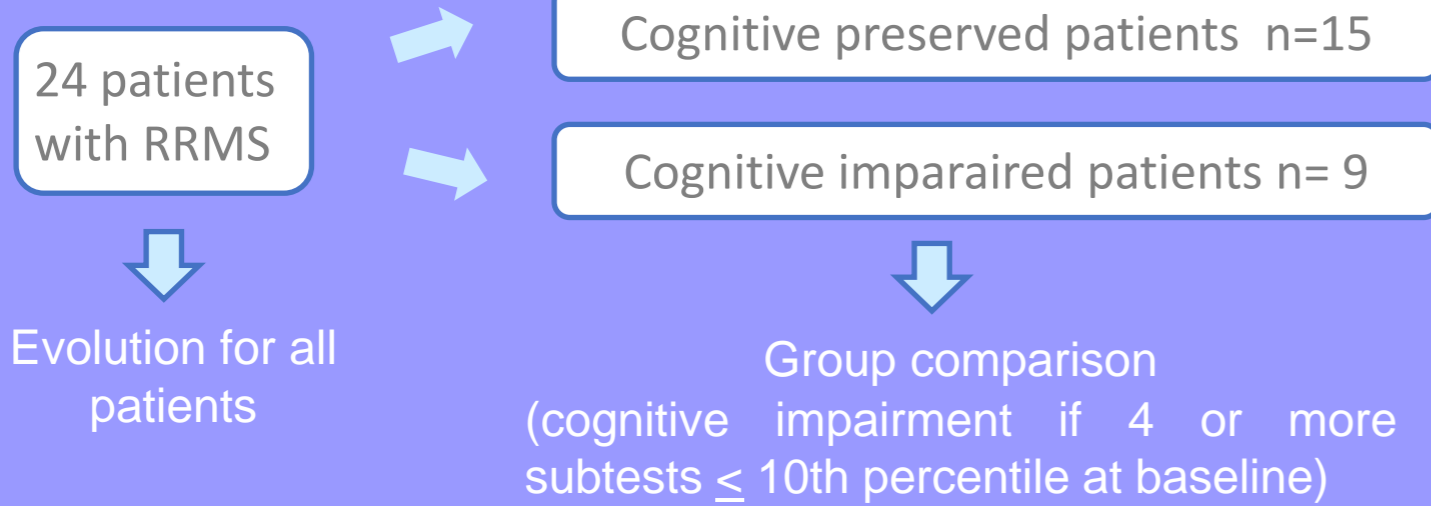 24 patients
with RRMS
Cognitive preserved patients n=15
Cognitive imparaired patients n= 9
Evolution for all
patients
Group comparison
(cognitive impairment if 4 or more
subtests ≤ 10th percentile at baseline)